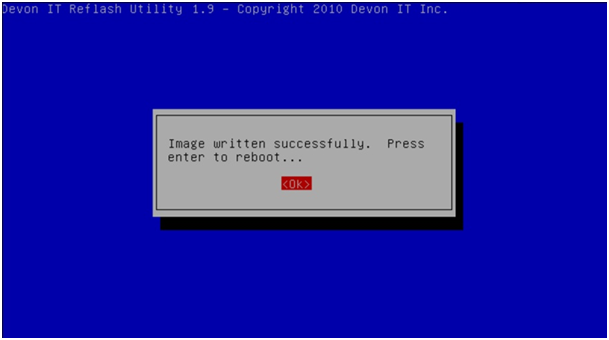 Devon IT Reflash Utility 1.9 - Copyright 2010 Devon IT Inc.
Image written successfully.  Press
enter to reboot...
<Ok>